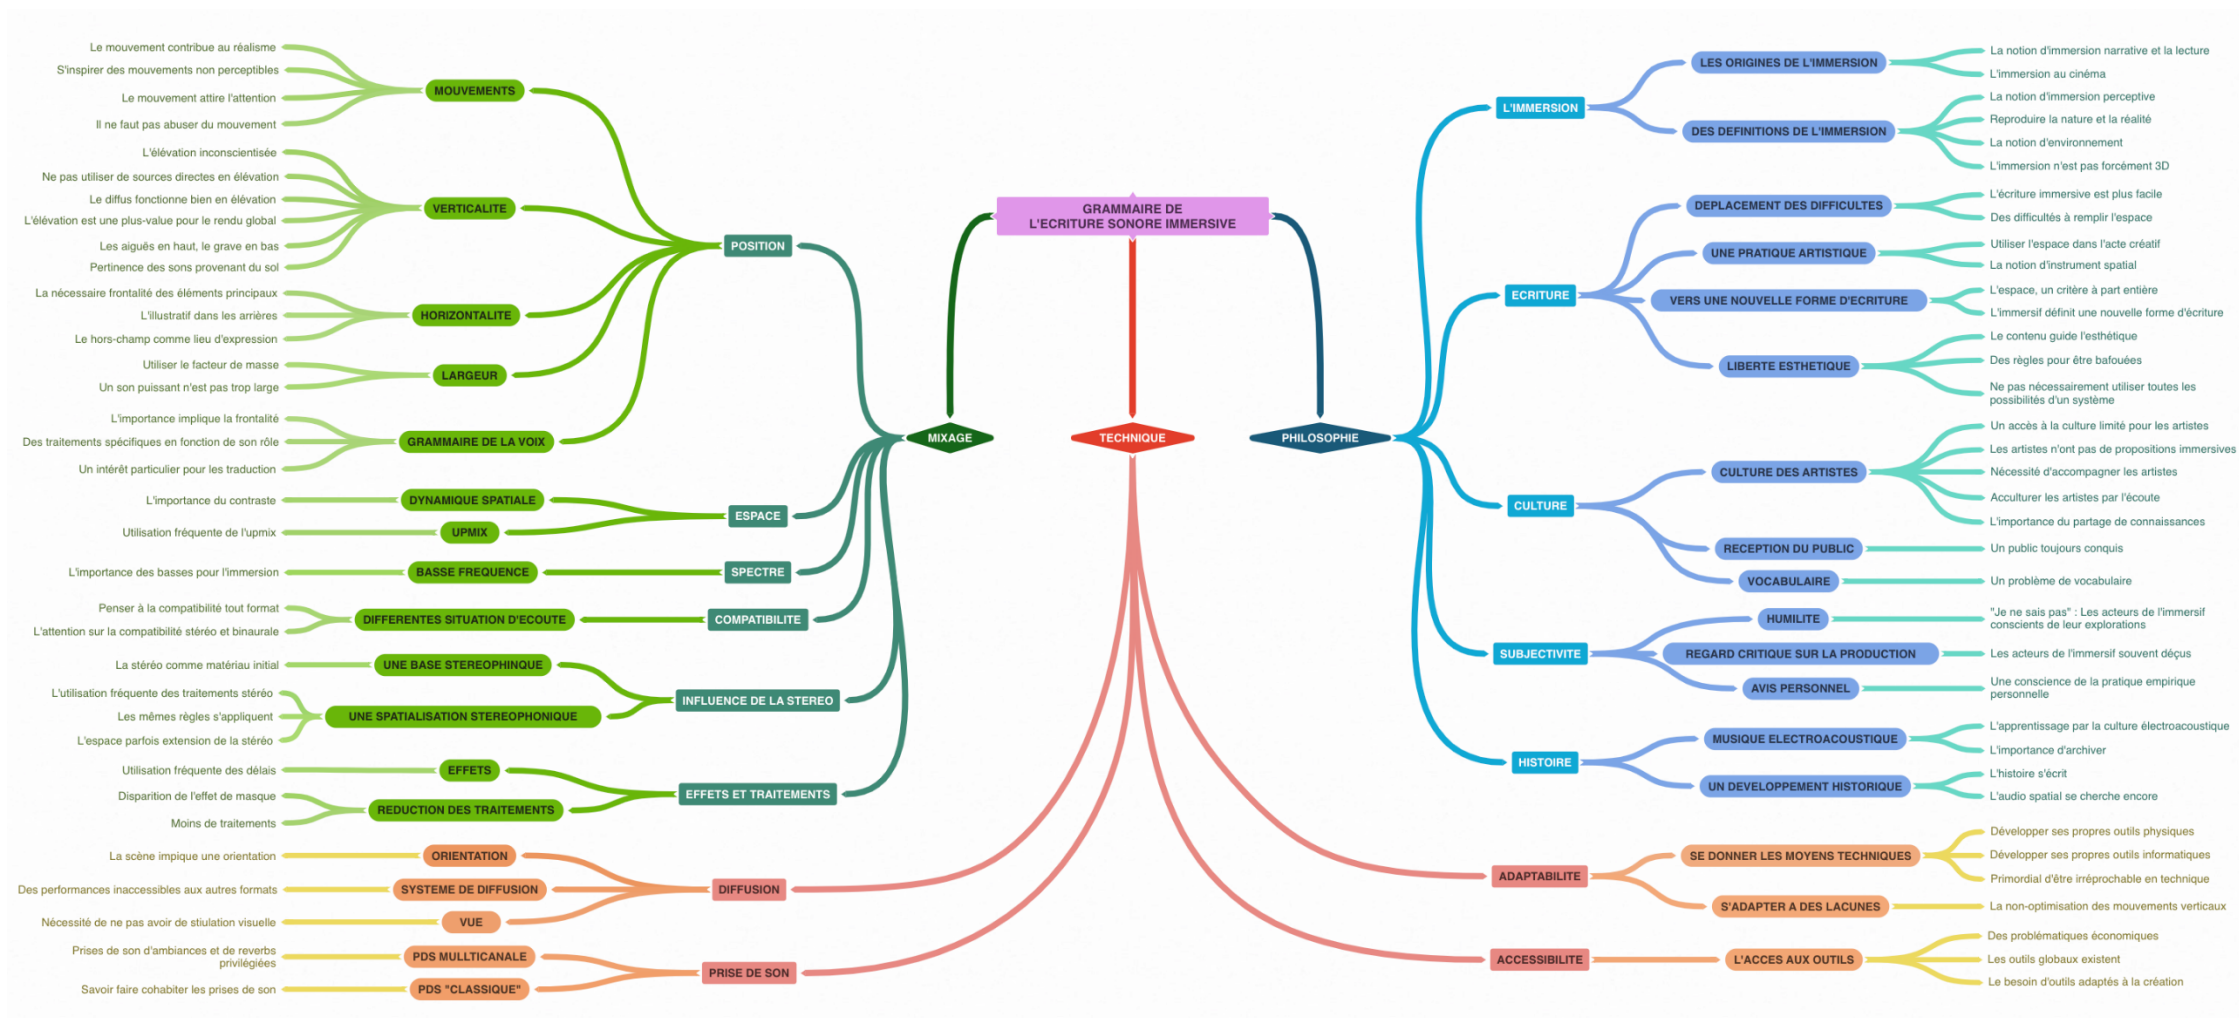 GRAMMAIRE DE
L'ECRITURE SONORE IMMERSIVE
MIXAGE
TECHNIQUE
PHILOSOPHIE
POSITION
MOUVEMENTS
Le mouvement contribue au réalisme
S'inspirer des mouvements non perceptibles
Le mouvement attire l'attention
Il ne faut pas abuser du mouvement
VERTICALITE
L'élévation inconscientisée
Ne pas utiliser de sources directes en élévation
Le diffus fonctionne bien en élévation
L'élévation est une plus-value pour le rendu global
Les aiguës en haut, le grave en bas
Pertinence des sons provenant du sol
HORIZONTALITE
La nécessaire frontalité des éléments principaux
L'illustratif dans les arrières
Le hors-champ comme lieu d'expression
LARGEUR
Utiliser le facteur de masse
Un son puissant n'est pas trop large
GRAMMAIRE DE LA VOIX
L'importance implique la frontalité
Des traitements spécifiques en fonction de son rôle
Un intérêt particulier pour les traduction
ESPACE
DYNAMIQUE SPATIALE
L'importance du contraste
UPMIX
Utilisation fréquente de l'upmix
SPECTRE
BASSE FREQUENCE
L'importance des basses pour l'immersion
COMPATIBILITE
DIFFERENTES SITUATION D'ECOUTE
Penser à la compatibilité tout format
L'attention sur la compatibilité stéréo et binaurale
INFLUENCE DE LA STEREO
UNE BASE STEREOPHINQUE
La stéréo comme matériau initial
UNE SPATIALISATION STEREOPHONIQUE
L'utilisation fréquente des traitements stéréo
Les mêmes règles s'appliquent
L'espace parfois extension de la stéréo
EFFETS ET TRAITEMENTS
EFFETS
Utilisation fréquente des délais
REDUCTION DES TRAITEMENTS
Disparition de l'effet de masque
Moins de traitements
DIFFUSION
ORIENTATION
La scène impique une orientation
SYSTEME DE DIFFUSION
Des performances inaccessibles aux autres formats
VUE
Nécessité de ne pas avoir de stiulation visuelle
PRISE DE SON
PDS MULLTICANALE
Prises de son d'ambiances et de reverbs
privilégiées
PDS "CLASSIQUE"
Savoir faire cohabiter les prises de son
L'IMMERSION
LES ORIGINES DE L'IMMERSION
La notion d'immersion narrative et la lecture
L'immersion au cinéma
DES DEFINITIONS DE L'IMMERSION
La notion d'immersion perceptive
Reproduire la nature et la réalité
La notion d'environnement
L'immersion n'est pas forcément 3D
ECRITURE
DEPLACEMENT DES DIFFICULTES
L'écriture immersive est plus facile
Des difficultés à remplir l'espace
UNE PRATIQUE ARTISTIQUE
Utiliser l'espace dans l'acte créatif
La notion d'instrument spatial
VERS UNE NOUVELLE FORME D'ECRITURE
L'espace, un critère à part entière
L'immersif définit une nouvelle forme d'écriture
LIBERTE ESTHETIQUE
Le contenu guide l'esthétique
Des règles pour être bafouées
Ne pas nécessairement utiliser toutes les
possibilités d'un système
CULTURE
CULTURE DES ARTISTES
Un accès à la culture limité pour les artistes
Les artistes n'ont pas de propositions immersives
Nécessité d'accompagner les artistes
Acculturer les artistes par l'écoute
L'importance du partage de connaissances
RECEPTION DU PUBLIC
Un public toujours conquis
VOCABULAIRE
Un problème de vocabulaire
SUBJECTIVITE
HUMILITE
"Je ne sais pas" : Les acteurs de l'immersif
conscients de leur explorations
REGARD CRITIQUE SUR LA PRODUCTION
Les acteurs de l'immersif souvent déçus
AVIS PERSONNEL
Une conscience de la pratique empirique
personnelle
HISTOIRE
MUSIQUE ELECTROACOUSTIQUE
L'apprentissage par la culture électroacoustique
L'importance d'archiver
UN DEVELOPPEMENT HISTORIQUE
L'histoire s'écrit
L'audio spatial se cherche encore
ADAPTABILITE
SE DONNER LES MOYENS TECHNIQUES
Développer ses propres outils physiques
Développer ses propres outils informatiques
Primordial d'être irréprochable en technique
S'ADAPTER A DES LACUNES
La non-optimisation des mouvements verticaux
ACCESSIBILITE
L'ACCES AUX OUTILS
Des problématiques économiques
Les outils globaux existent
Le besoin d'outils adaptés à la création